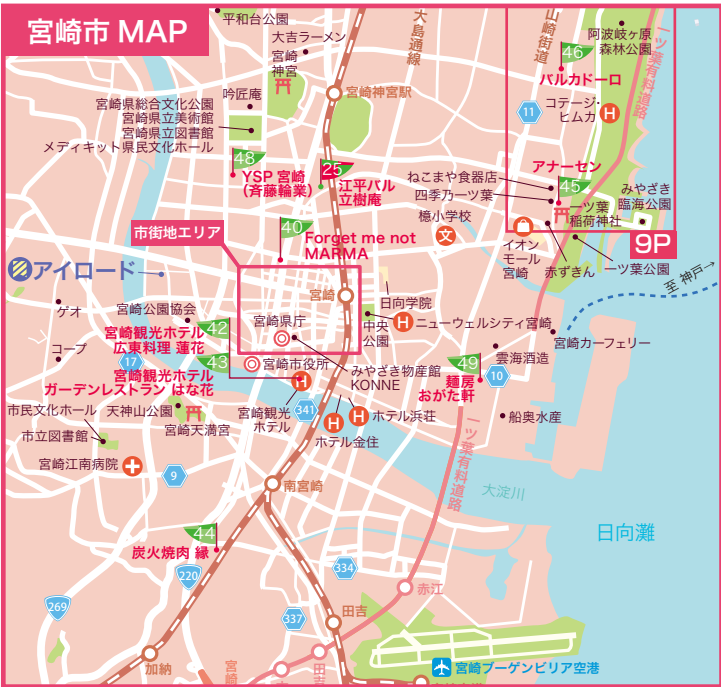 宮崎市 MAP
平和台公園
大吉ラーメン
宮崎
神宮
大島通線
山崎街道
阿波岐ヶ原
森林公園
一ツ葉有料道路
46
バルカドーロ
コテージ・
ヒムカ
H
11
吟匠庵
宮崎神宮駅
宮崎県総合文化公園
宮崎県立美術館
宮崎県立図書館
メディキット県民文化ホール
48
YSP 宮崎
(斉藤輪業)
25
江平バル
立樹庵
アナーセン
45
ねこまや食器店
四季乃一ツ葉
檍小学校
文
一ツ葉
稲荷神社
みやざき
臨海公園
9P
イオン
モール
宮崎
赤ずきん
一ツ葉公園
至 神戸→
市街地エリア
40
Forget me not
MARMA
アイロード
宮崎
日向学院
ゲオ
宮崎公園協会
宮崎県庁
中央
公園
H
ニューウェルシティ宮崎
宮崎カーフェリー
42
宮崎観光ホテル
広東料理 蓮花
コープ
17
43
宮崎観光ホテル
ガーデンレストラン はな花
宮崎市役所
みやざき物産館
KONNE
49
麺房
おがた軒
雲海酒造
10
市民文化ホール
天神山公園
市立図書館
宮崎天満宮
宮崎観光
ホテル
H
341
H
H
ホテル浜荘
ホテル金住
船奥水産
一ツ葉有料道路
宮崎江南病院
9
南宮崎
大淀川
日向灘
44
炭火焼肉 縁
220
334
269
337
赤江
田吉
加納
宮崎
田吉
宮崎ブーゲンビリア空港